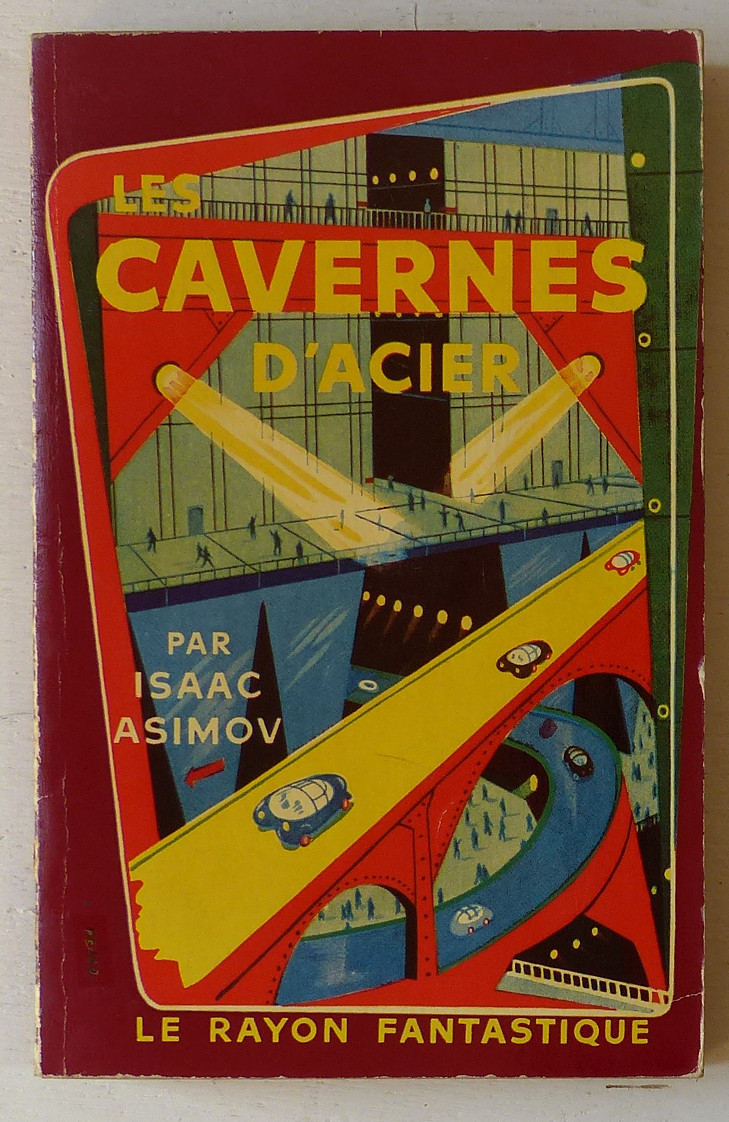 LES
CAVERNES
D'ACIER
PAR
ISAAC
ASIMOV
LE RAYON FANTASTIQUE